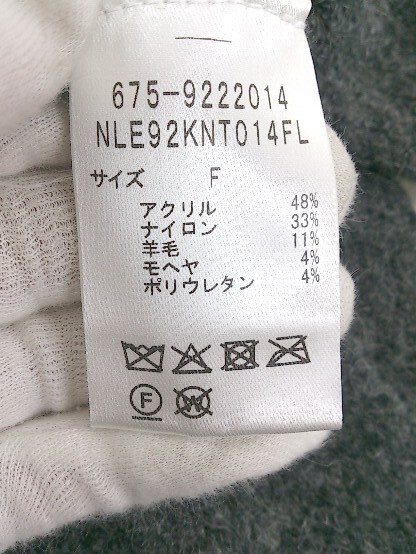 675-9222014
NLE92KNT014FL
サイズ F
アクリル 48%
ナイロン 33%
羊毛 11%
モヘヤ 4%
ポリウレタン 4%
F
W